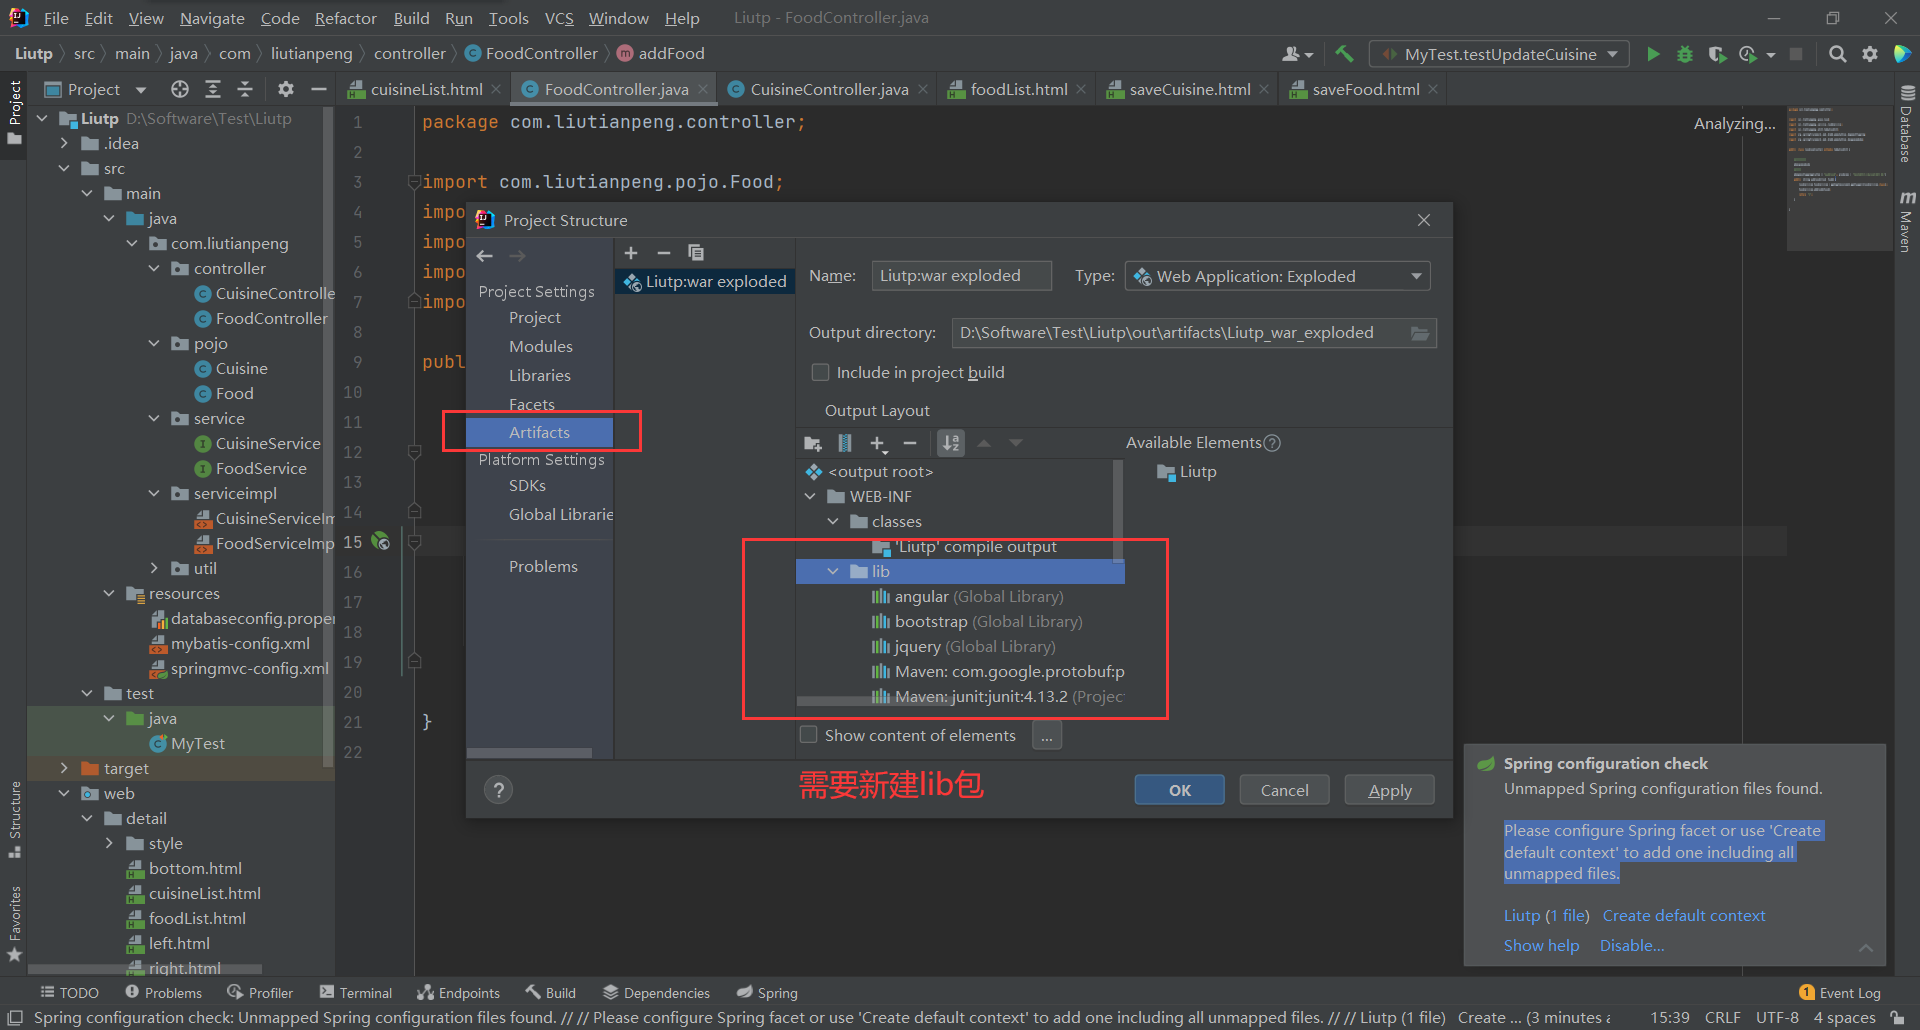 File Edit View Navigate Code Refactor Build Run Tools VCS Window Help Liutp - FoodController.java
Liutp src main java com liutianpeng controller FoodController addFood MyTest.testUpdateCuisine
Project cuisineList.html FoodController.java CuisineController.java foodList.html saveCuisine.html saveFood.html
Project
Structure
Favorites
Liutp D:\Software\Test\Liutp
.idea
src
main
java
com.liutianpeng
controller
CuisineControlle
FoodController
pojo
Cuisine
Food
service
CuisineService
FoodService
serviceimpl
CuisineServiceIm
FoodServiceImp
util
resources
databaseconfig.proper
mybatis-config.xml
springmvc-config.xml
test
java
MyTest
target
web
detail
style
bottom.html
cuisineList.html
foodList.html
left.html
right.html
1 package com.liutianpeng.controller;
2
3 import com.liutianpeng.pojo.Food;
4 impo
5 impo
6 impo
7 impo
8
9 publ
10
11
12
13
14
15
16
17
18
19
20
21 }
22
Analyzing...
Database
Maven
Project Structure
Project Settings
Project
Modules
Libraries
Facets
Artifacts
Platform Settings
SDKs
Global Librarie
Problems
Liutp:war exploded
Name: Liutp:war exploded Type: Web Application: Exploded
Output directory: D:\Software\Test\Liutp\out\artifacts\Liutp_war_exploded
Include in project build
Output Layout
Available Elements
<output root>
WEB-INF
classes
'Liutp' compile output
lib
angular (Global Library)
bootstrap (Global Library)
jquery (Global Library)
Maven: com.google.protobuf:p
Maven: junit:junit:4.13.2 (Projec
Liutp
Show content of elements ...
需要新建lib包
? OK Cancel Apply
Spring configuration check
Unmapped Spring configuration files found.
Please configure Spring facet or use 'Create
default context' to add one including all
unmapped files.
Liutp (1 file) Create default context
Show help Disable...
TODO Problems Profiler Terminal Endpoints Build Dependencies Spring 1 Event Log
Spring configuration check: Unmapped Spring configuration files found. // // Please configure Spring facet or use 'Create default context' to add one including all unmapped files. // // Liutp (1 file) Create ... (3 minutes a 15:39 CRLF UTF-8 4 spaces